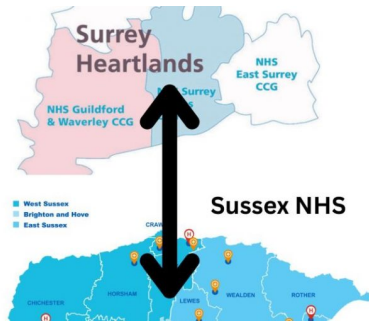 Surrey
Heartlands
NHS
East Surrey
CCG
Surrey
NHS Guildford
& Waverley CCG
Sussex NHS
West Sussex
Brighton and Hove
East Sussex
H
CHICHESTER
HORSHAM
LEWES
WEALDEN
ROTHER
H
H